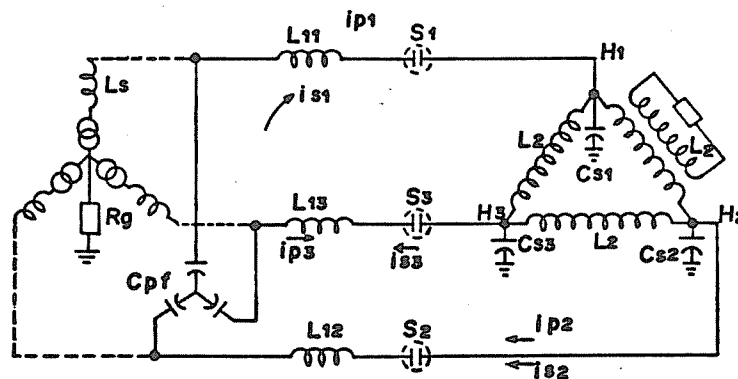 L11 ip1 S1 H1
Ls
is1
L2 Cs1 L2
Rg L13 S3 H3 L2 H2
ip3 is3 Cs3 Cs2
Cpf
L12 S2 ip2
is2